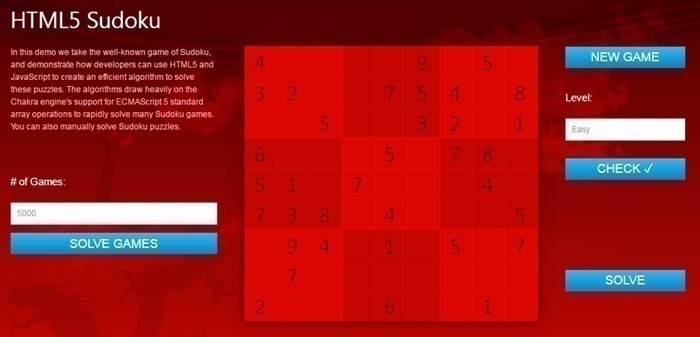 HTML5 Sudoku
In this demo we take the well-known game of Sudoku,
and demonstrate how developers can use HTML5 and
JavaScript to create an efficient algorithm to solve
these puzzles. The algorithms draw heavily on the
Chakra engine's support for ECMAScript 5 standard
array operations to rapidly solve many Sudoku games.
You can also manually solve Sudoku puzzles.
# of Games:
5000
SOLVE GAMES
4 9 5
3 2 7 5 4 8
5 3 2 1
6 5 7 8
5 1 7 4
7 3 8 4 5
9 4 1 5 7
7
2 6 1
NEW GAME
Level:
Easy
CHECK ✓
SOLVE